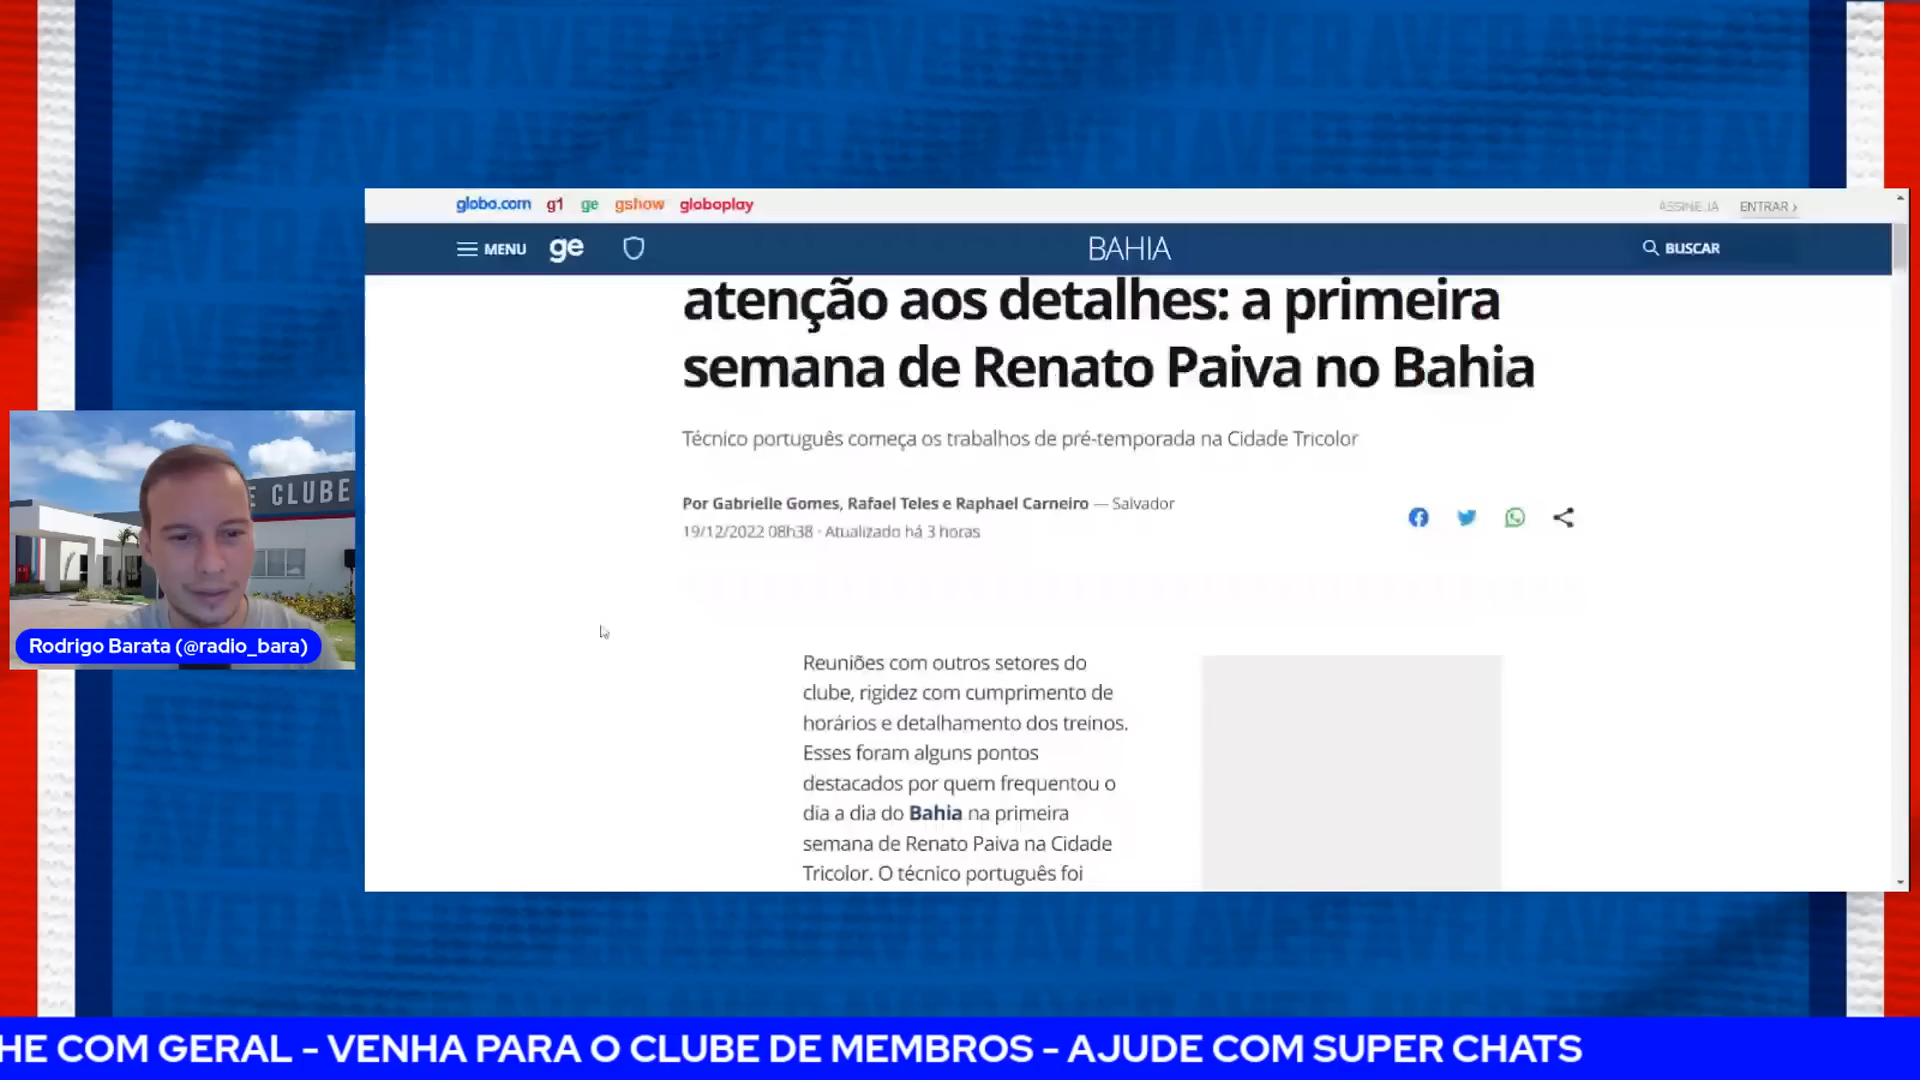 globo.com g1 ge gshow globoplay
ASSINE JÁ ENTRAR ›
MENU ge BAHIA BUSCAR
atenção aos detalhes: a primeira
semana de Renato Paiva no Bahia
Técnico português começa os trabalhos de pré-temporada na Cidade Tricolor
Por Gabrielle Gomes, Rafael Teles e Raphael Carneiro — Salvador
19/12/2022 08h38 · Atualizado há 3 horas
E CLUBE
Rodrigo Barata (@radio_bara)
Reuniões com outros setores do
clube, rigidez com cumprimento de
horários e detalhamento dos treinos.
Esses foram alguns pontos
destacados por quem frequentou o
dia a dia do Bahia na primeira
semana de Renato Paiva na Cidade
Tricolor. O técnico português foi
HE COM GERAL - VENHA PARA O CLUBE DE MEMBROS - AJUDE COM SUPER CHATS